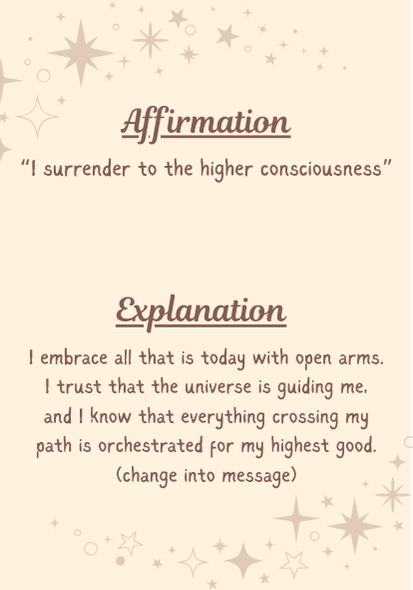 Affirmation
“I surrender to the higher consciousness”
Explanation
I embrace all that is today with open arms.
I trust that the universe is guiding me,
and I know that everything crossing my
path is orchestrated for my highest good.
(change into message)